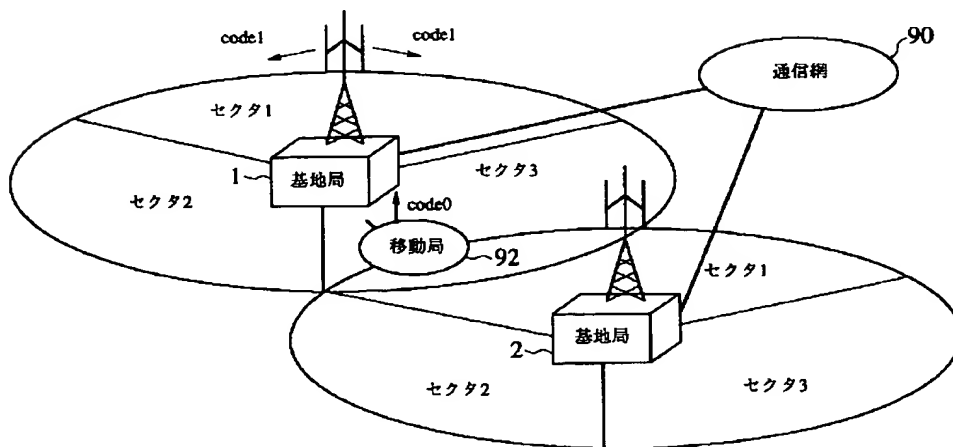 code1
code1
90
通信網
セクタ1
1
基地局
セクタ3
セクタ2
code0
移動局
92
セクタ1
基地局
2
セクタ2
セクタ3